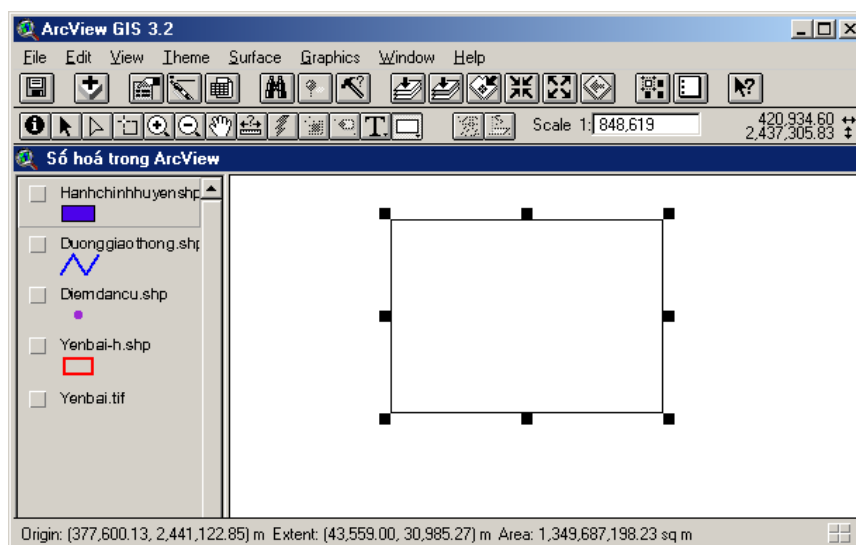 ArcView GIS 3.2
File Edit View Theme Surface Graphics Window Help
Scale 1: 848,619
420,934.60
2,437,305.83
Số hoá trong ArcView
Hanhchinhhuyen.shp
Duonggiaothong.shp
Diemdancu.shp
Yenbai-h.shp
Yenbai.tif
Origin: (377,600.13, 2,441,122.85) m Extent: (43,559.00, 30,985.27) m Area: 1,349,687,198.23 sq m